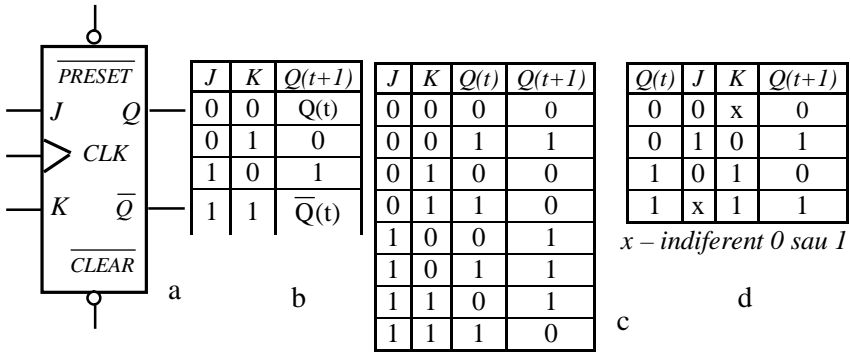 PRESET
J Q
CLK
K Q̅
CLEAR
a
J K Q(t+1)
0 0 Q(t)
0 1 0
1 0 1
1 1 Q̅(t)
b
J K Q(t) Q(t+1)
0 0 0 0
0 0 1 1
0 1 0 0
0 1 1 0
1 0 0 1
1 0 1 1
1 1 0 1
1 1 1 0
c
Q(t) J K Q(t+1)
0 0 x 0
0 1 0 1
1 0 1 0
1 x 1 1
x – indiferent 0 sau 1
d